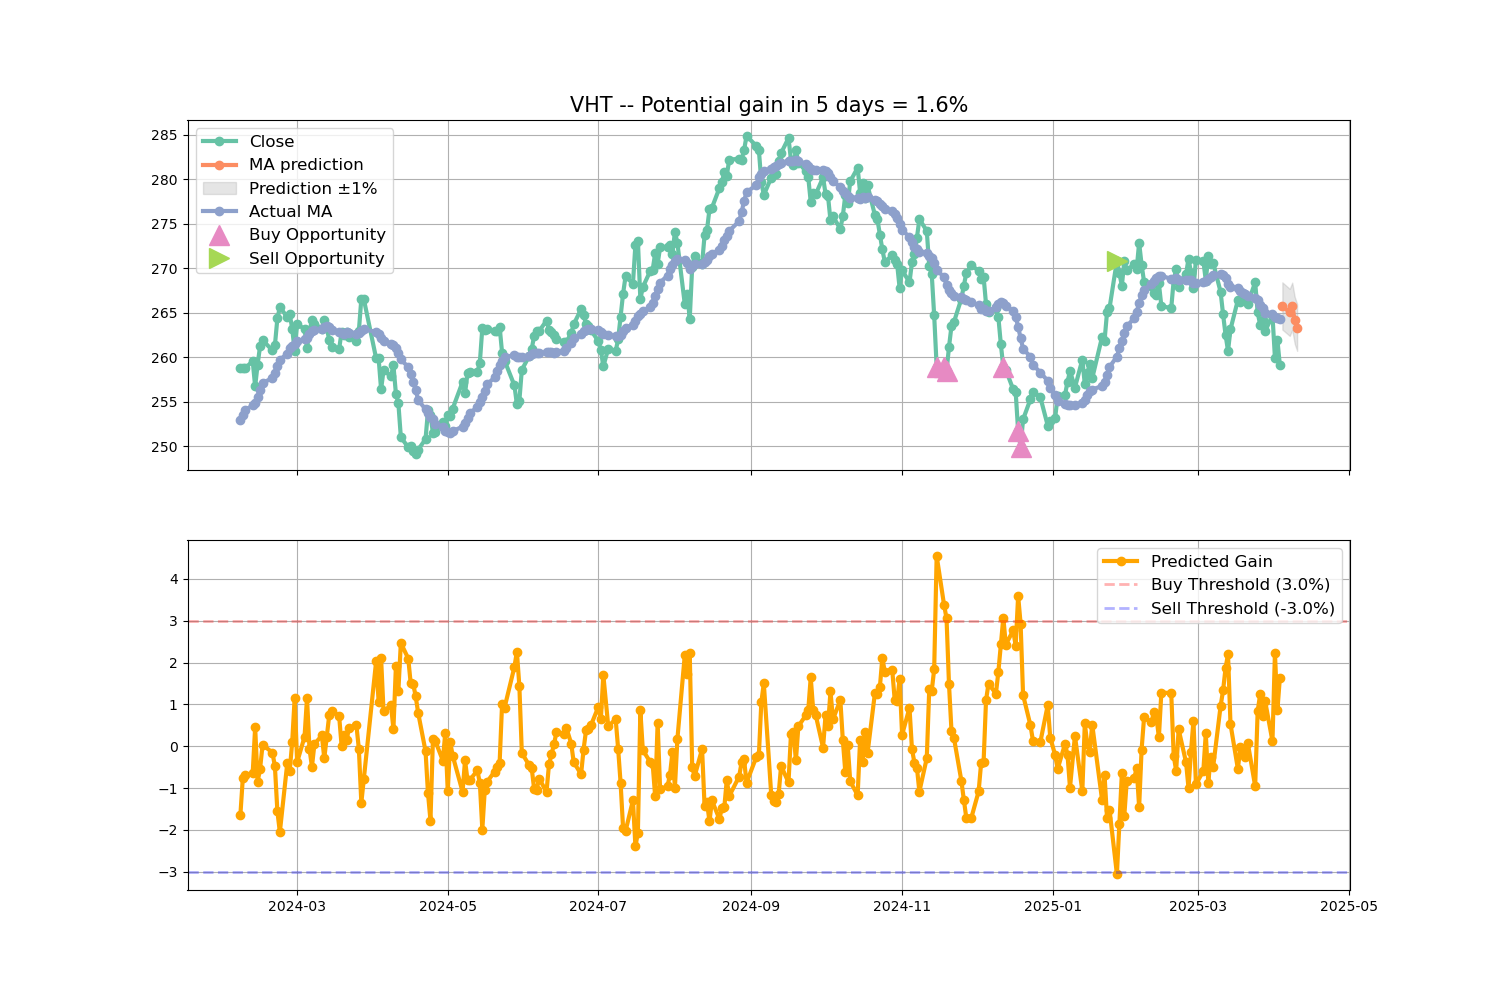 VHT -- Potential gain in 5 days = 1.6%
285
280
275
270
265
260
255
250
Close
MA prediction
Prediction ±1%
Actual MA
Buy Opportunity
Sell Opportunity
4
3
2
1
0
−1
−2
−3
Predicted Gain
Buy Threshold (3.0%)
Sell Threshold (-3.0%)
2024-03
2024-05
2024-07
2024-09
2024-11
2025-01
2025-03
2025-05